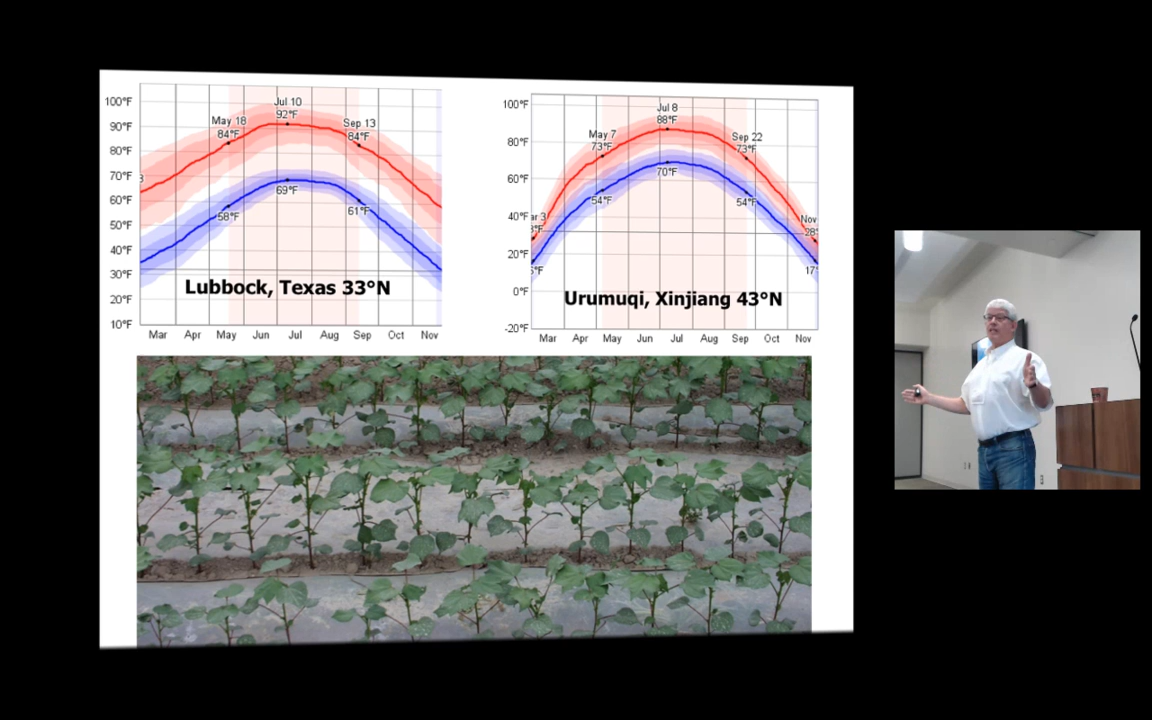 100°F
90°F
80°F
70°F
60°F
50°F
40°F
30°F
20°F
10°F
May 18
84°F
Jul 10
92°F
Sep 13
84°F
58°F
69°F
61°F
Lubbock, Texas 33°N
Mar Apr May Jun Jul Aug Sep Oct Nov
100°F
80°F
60°F
40°F
20°F
0°F
-20°F
ar 3
May 7
73°F
Jul 8
88°F
Sep 22
73°F
Nov
28°
54°F
70°F
54°F
5°F
17°
Urumuqi, Xinjiang 43°N
Mar Apr May Jun Jul Aug Sep Oct Nov